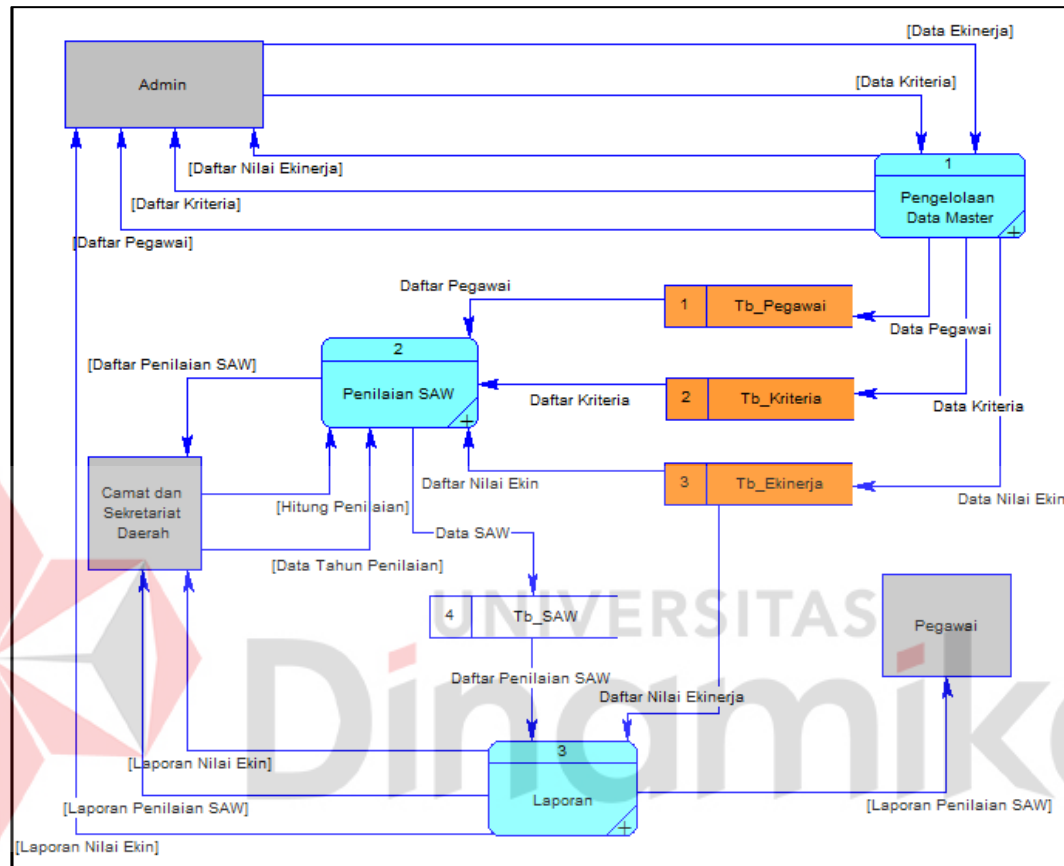 [Data Ekinerja]
Admin
[Data Kriteria]
[Daftar Nilai Ekinerja]
1
Pengelolaan
Data Master
[Daftar Kriteria]
[Daftar Pegawai]
Daftar Pegawai
1
Tb_Pegawai
Data Pegawai
2
Penilaian SAW
[Daftar Penilaian SAW]
Daftar Kriteria
2
Tb_Kriteria
Data Kriteria
Camat dan
Sekretariat
Daerah
[Hitung Penilaian]
Daftar Nilai Ekin
3
Tb_Ekinerja
Data Nilai Ekin
Data SAW
[Data Tahun Penilaian]
4
Tb_SAW
UNIVERSITAS
Dinamika
Pegawai
Daftar Penilaian SAW
Daftar Nilai Ekinerja
3
Laporan
[Laporan Nilai Ekin]
[Laporan Penilaian SAW]
[Laporan Penilaian SAW]
[Laporan Nilai Ekin]